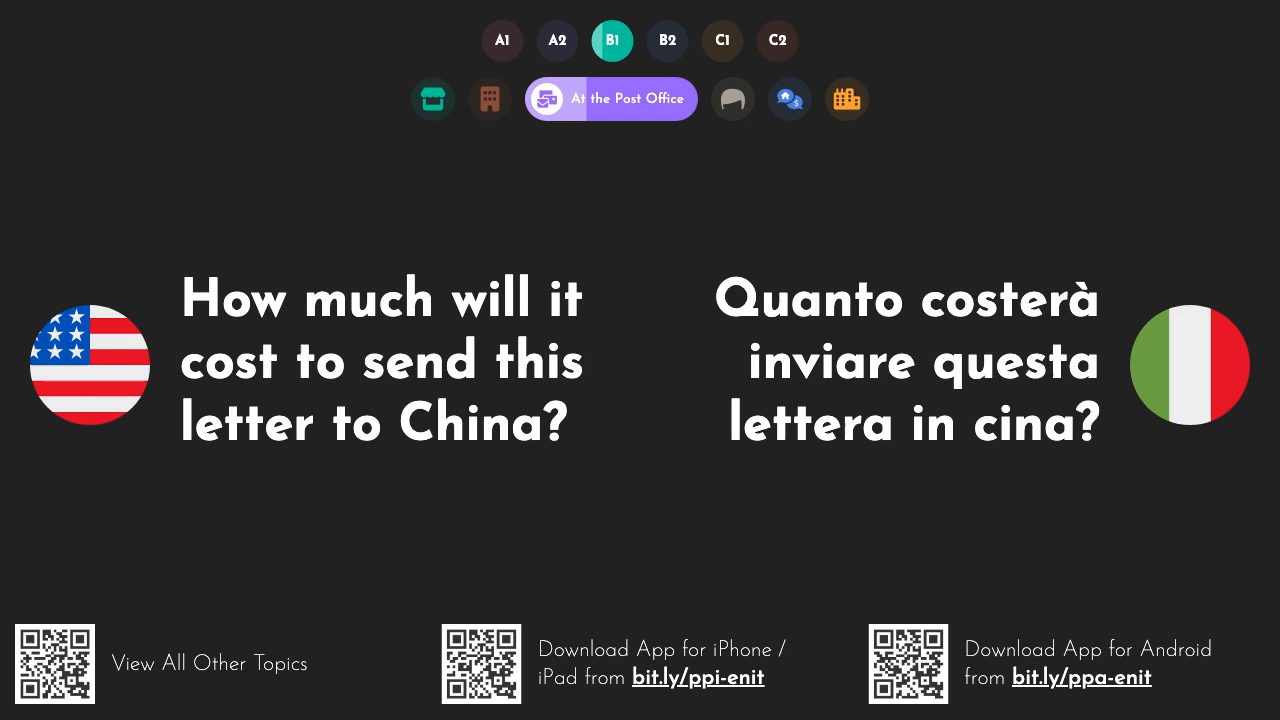 A1 A2 B1 B2 C1 C2
At the Post Office
How much will it
cost to send this
letter to China?
Quanto costerà
inviare questa
lettera in cina?
View All Other Topics
Download App for iPhone /
iPad from bit.ly/ppi-enit
Download App for Android
from bit.ly/ppa-enit